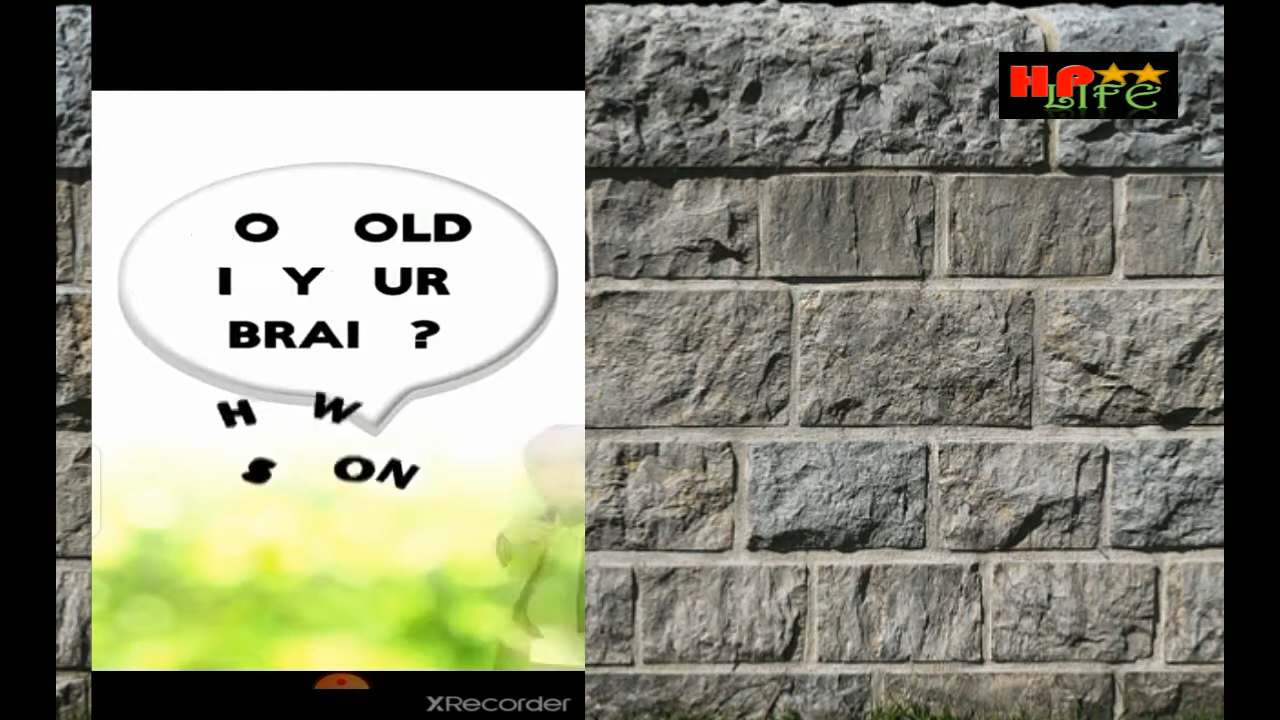 HP
LIFE
O OLD
I Y UR
BRAI ?
H W
S ON
XRecorder